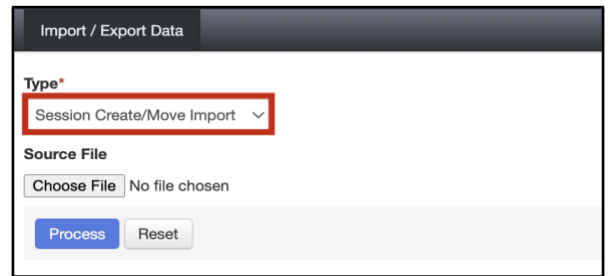 Import / Export Data
Type*
Session Create/Move Import
Source File
Choose File No file chosen
Process Reset